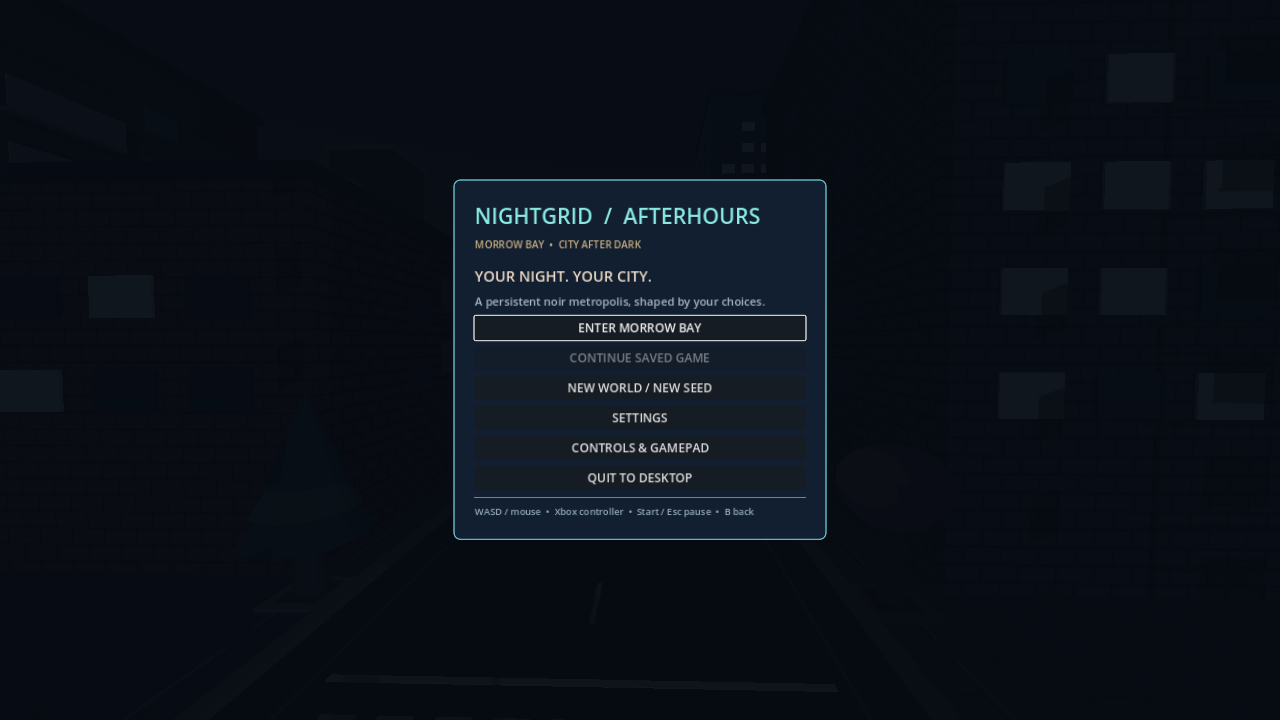 NIGHTGRID / AFTERHOURS
MORROW BAY • CITY AFTER DARK
YOUR NIGHT. YOUR CITY.
A persistent noir metropolis, shaped by your choices.
ENTER MORROW BAY
CONTINUE SAVED GAME
NEW WORLD / NEW SEED
SETTINGS
CONTROLS & GAMEPAD
QUIT TO DESKTOP
WASD / mouse • Xbox controller • Start / Esc pause • B back